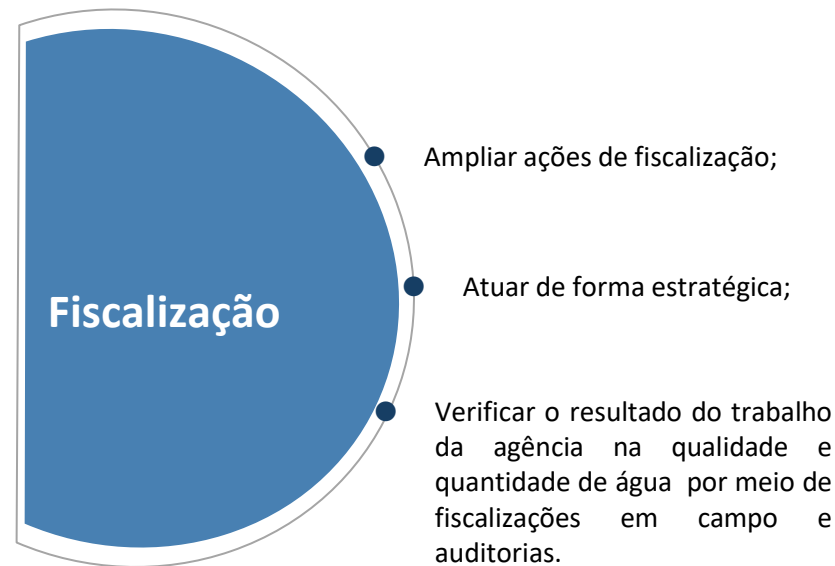 Ampliar ações de fiscalização;
Atuar de forma estratégica;
Fiscalização
Verificar o resultado do trabalho
da agência na qualidade e
quantidade de água por meio de
fiscalizações em campo e
auditorias.